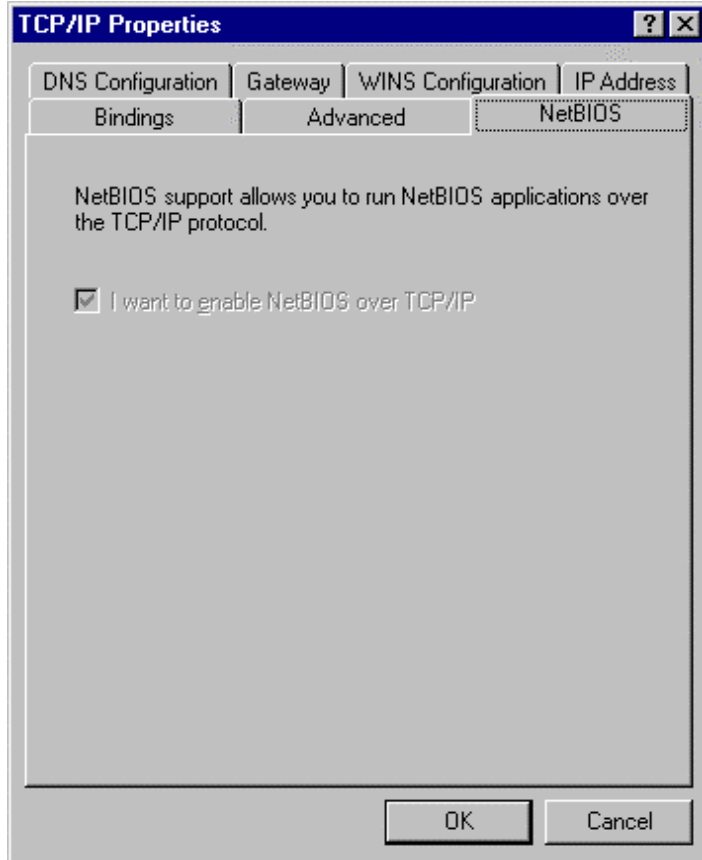 TCP/IP Properties
DNS Configuration Gateway WINS Configuration IP Address
Bindings Advanced NetBIOS
NetBIOS support allows you to run NetBIOS applications over
the TCP/IP protocol.
I want to enable NetBIOS over TCP/IP
OK Cancel